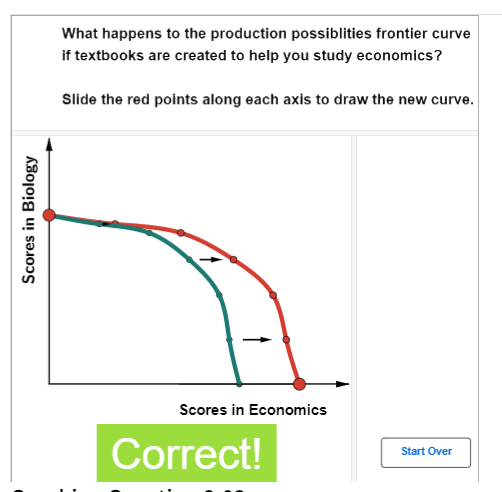 What happens to the production possiblities frontier curve
if textbooks are created to help you study economics?
Slide the red points along each axis to draw the new curve.
Scores in Biology
Scores in Economics
Correct!
Start Over